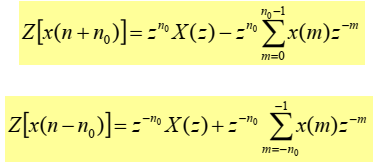 Z[x(n+n₀)]=z^{n₀}X(z)−z^{n₀}∑_{m=0}^{n₀−1}x(m)z^{−m}
Z[x(n−n₀)]=z^{−n₀}X(z)+z^{−n₀}∑_{m=−n₀}^{−1}x(m)z^{−m}